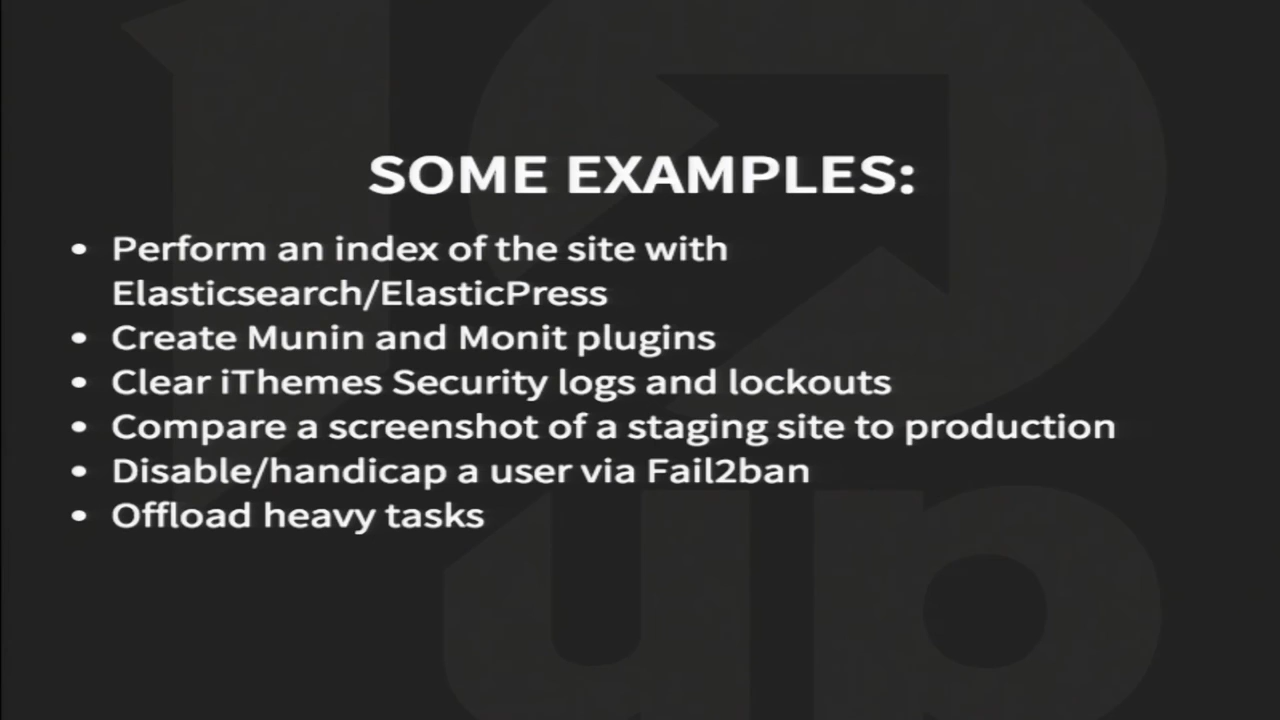 SOME EXAMPLES:
• Perform an index of the site with
Elasticsearch/ElasticPress
• Create Munin and Monit plugins
• Clear iThemes Security logs and lockouts
• Compare a screenshot of a staging site to production
• Disable/handicap a user via Fail2ban
• Offload heavy tasks
10up